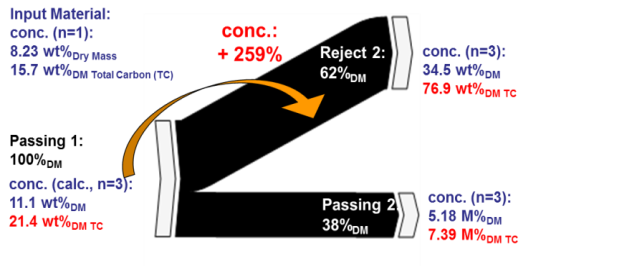 Input Material:
conc. (n=1):
8.23 wt%Dry Mass
15.7 wt%DM Total Carbon (TC)
conc.:
+ 259%
Reject 2:
62%DM
conc. (n=3):
34.5 wt%DM
76.9 wt%DM TC
Passing 1:
100%DM
conc. (calc., n=3):
11.1 wt%DM
21.4 wt%DM TC
Passing 2:
38%DM
conc. (n=3):
5.18 M%DM
7.39 M%DM TC